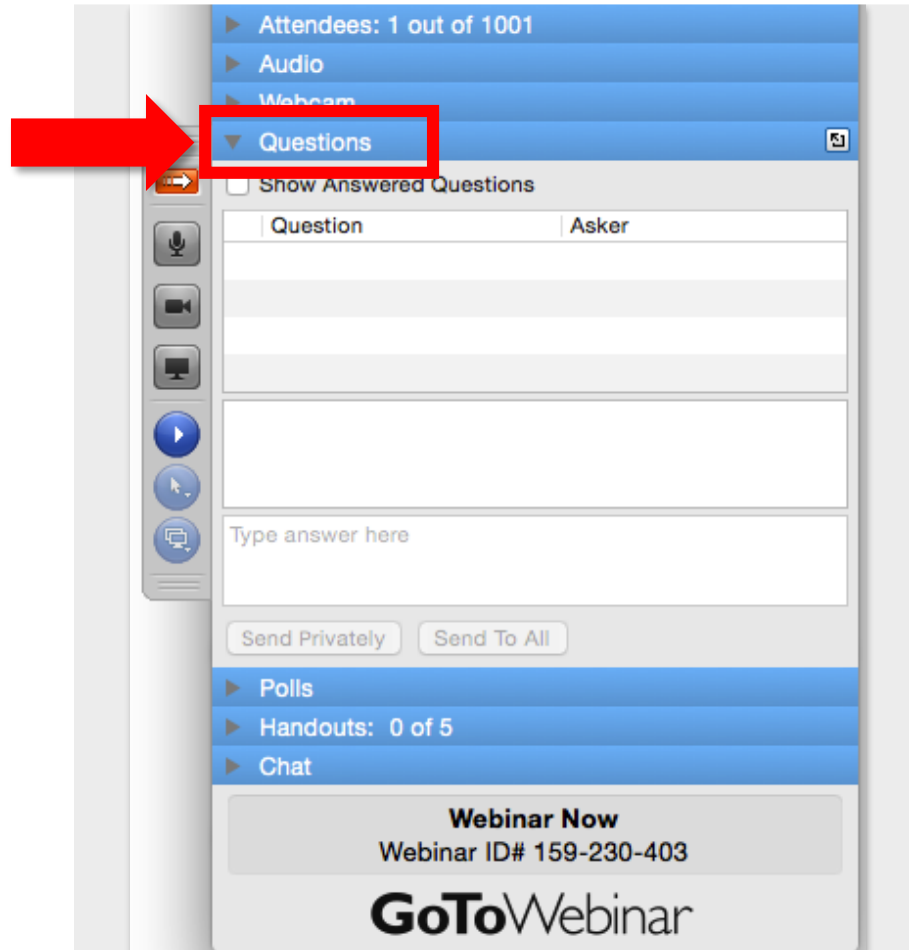 Attendees: 1 out of 1001
Audio
Webcam
Questions
Show Answered Questions
Question Asker
Type answer here
Send Privately Send To All
Polls
Handouts: 0 of 5
Chat
Webinar Now
Webinar ID# 159-230-403
GoToWebinar